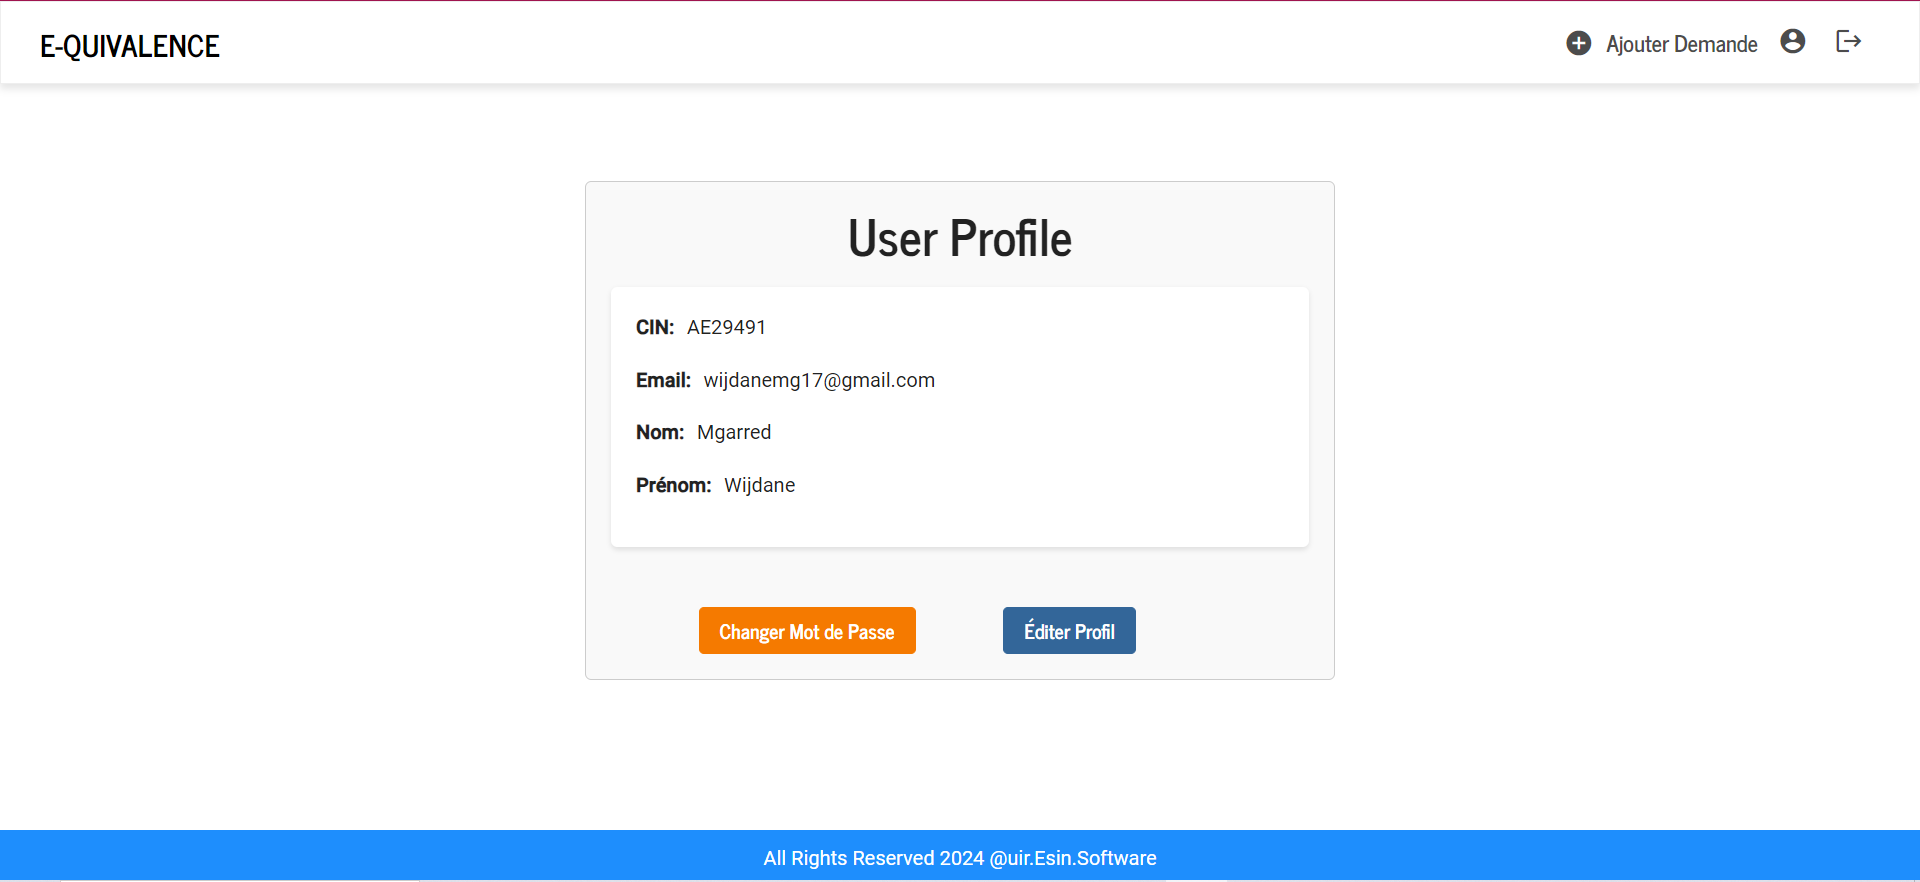 E-QUIVALENCE
Ajouter Demande
User Profile
CIN: AE29491
Email: wijdanemg17@gmail.com
Nom: Mgarred
Prénom: Wijdane
Changer Mot de Passe
Éditer Profil
All Rights Reserved 2024 @uir.Esin.Software